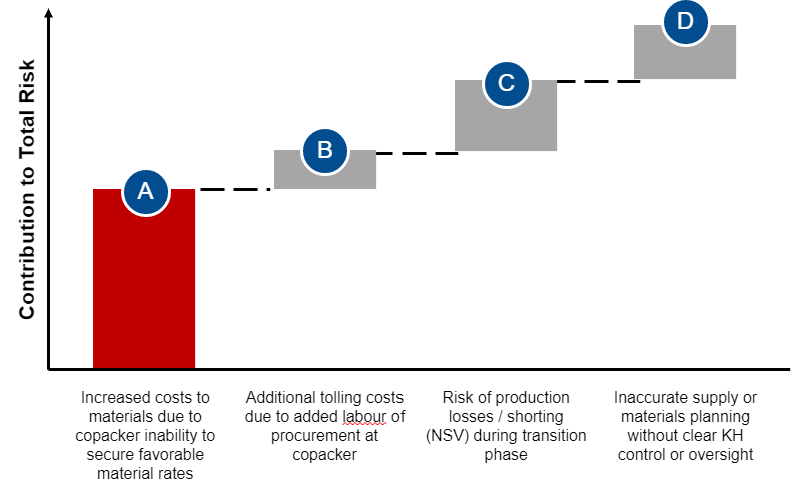 Contribution to Total Risk
A
B
C
D
Increased costs to
materials due to
copacker inability to
secure favorable
material rates
Additional tolling costs
due to added labour of
procurement at
copacker
Risk of production
losses / shorting
(NSV) during transition
phase
Inaccurate supply or
materials planning
without clear KH
control or oversight